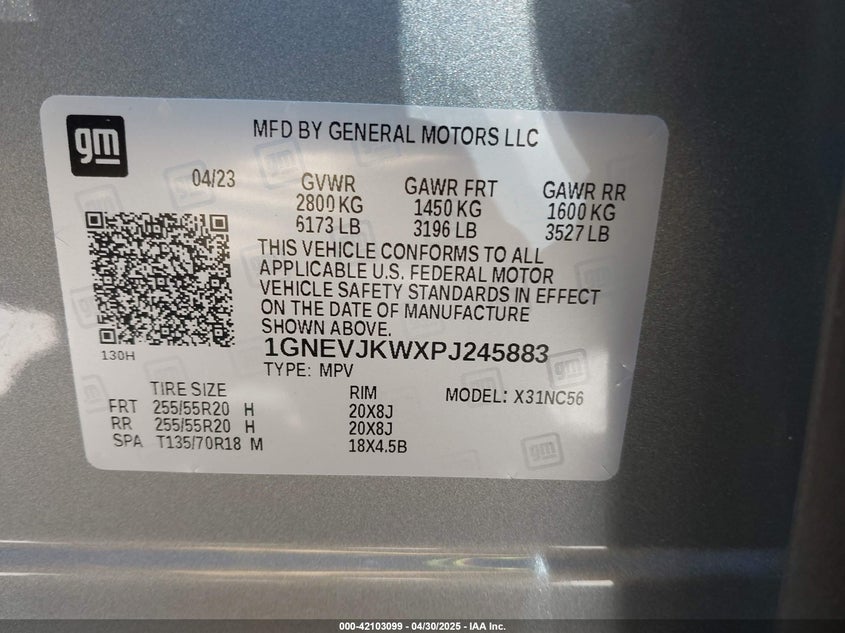 gm
MFD BY GENERAL MOTORS LLC
04/23 GVWR GAWR FRT GAWR RR
2800 KG 1450 KG 1600 KG
6173 LB 3196 LB 3527 LB
THIS VEHICLE CONFORMS TO ALL
APPLICABLE U.S. FEDERAL MOTOR
VEHICLE SAFETY STANDARDS IN EFFECT
ON THE DATE OF MANUFACTURE
SHOWN ABOVE.
130H
1GNEVJKWXPJ245883
TYPE: MPV
TIRE SIZE RIM MODEL: X31NC56
FRT 255/55R20 H 20X8J
RR 255/55R20 H 20X8J
SPA T135/70R18 M 18X4.5B
gm
000-42103099 - 04/30/2025 - IAA Inc.